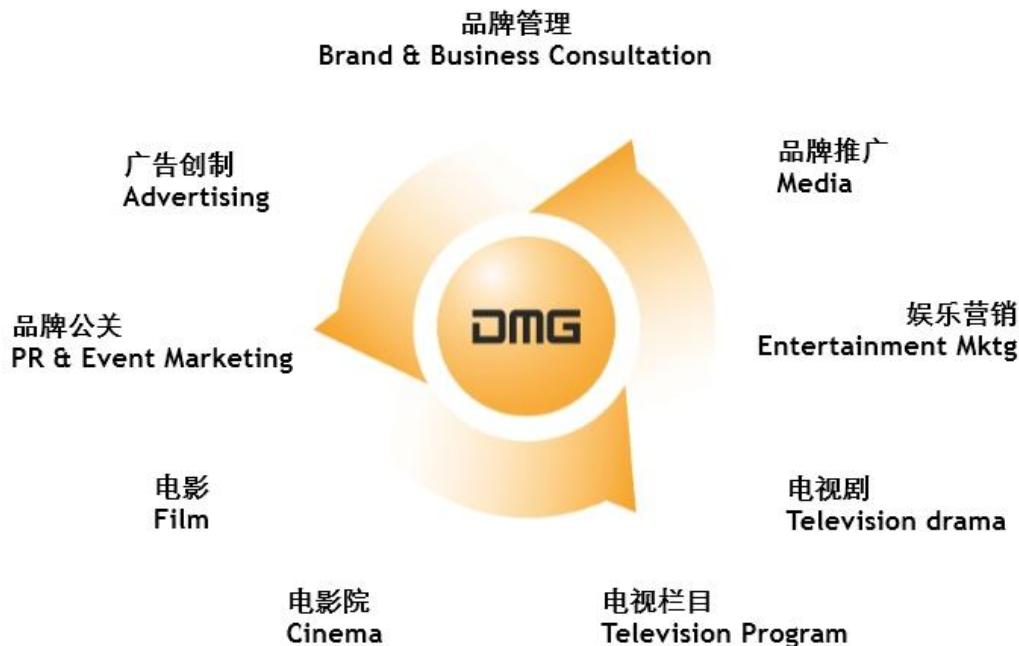 品牌管理
Brand & Business Consultation
广告创制
Advertising
品牌推广
Media
品牌公关
PR & Event Marketing
DMG
娱乐营销
Entertainment Mktg
电影
Film
电视剧
Television drama
电影院
Cinema
电视栏目
Television Program